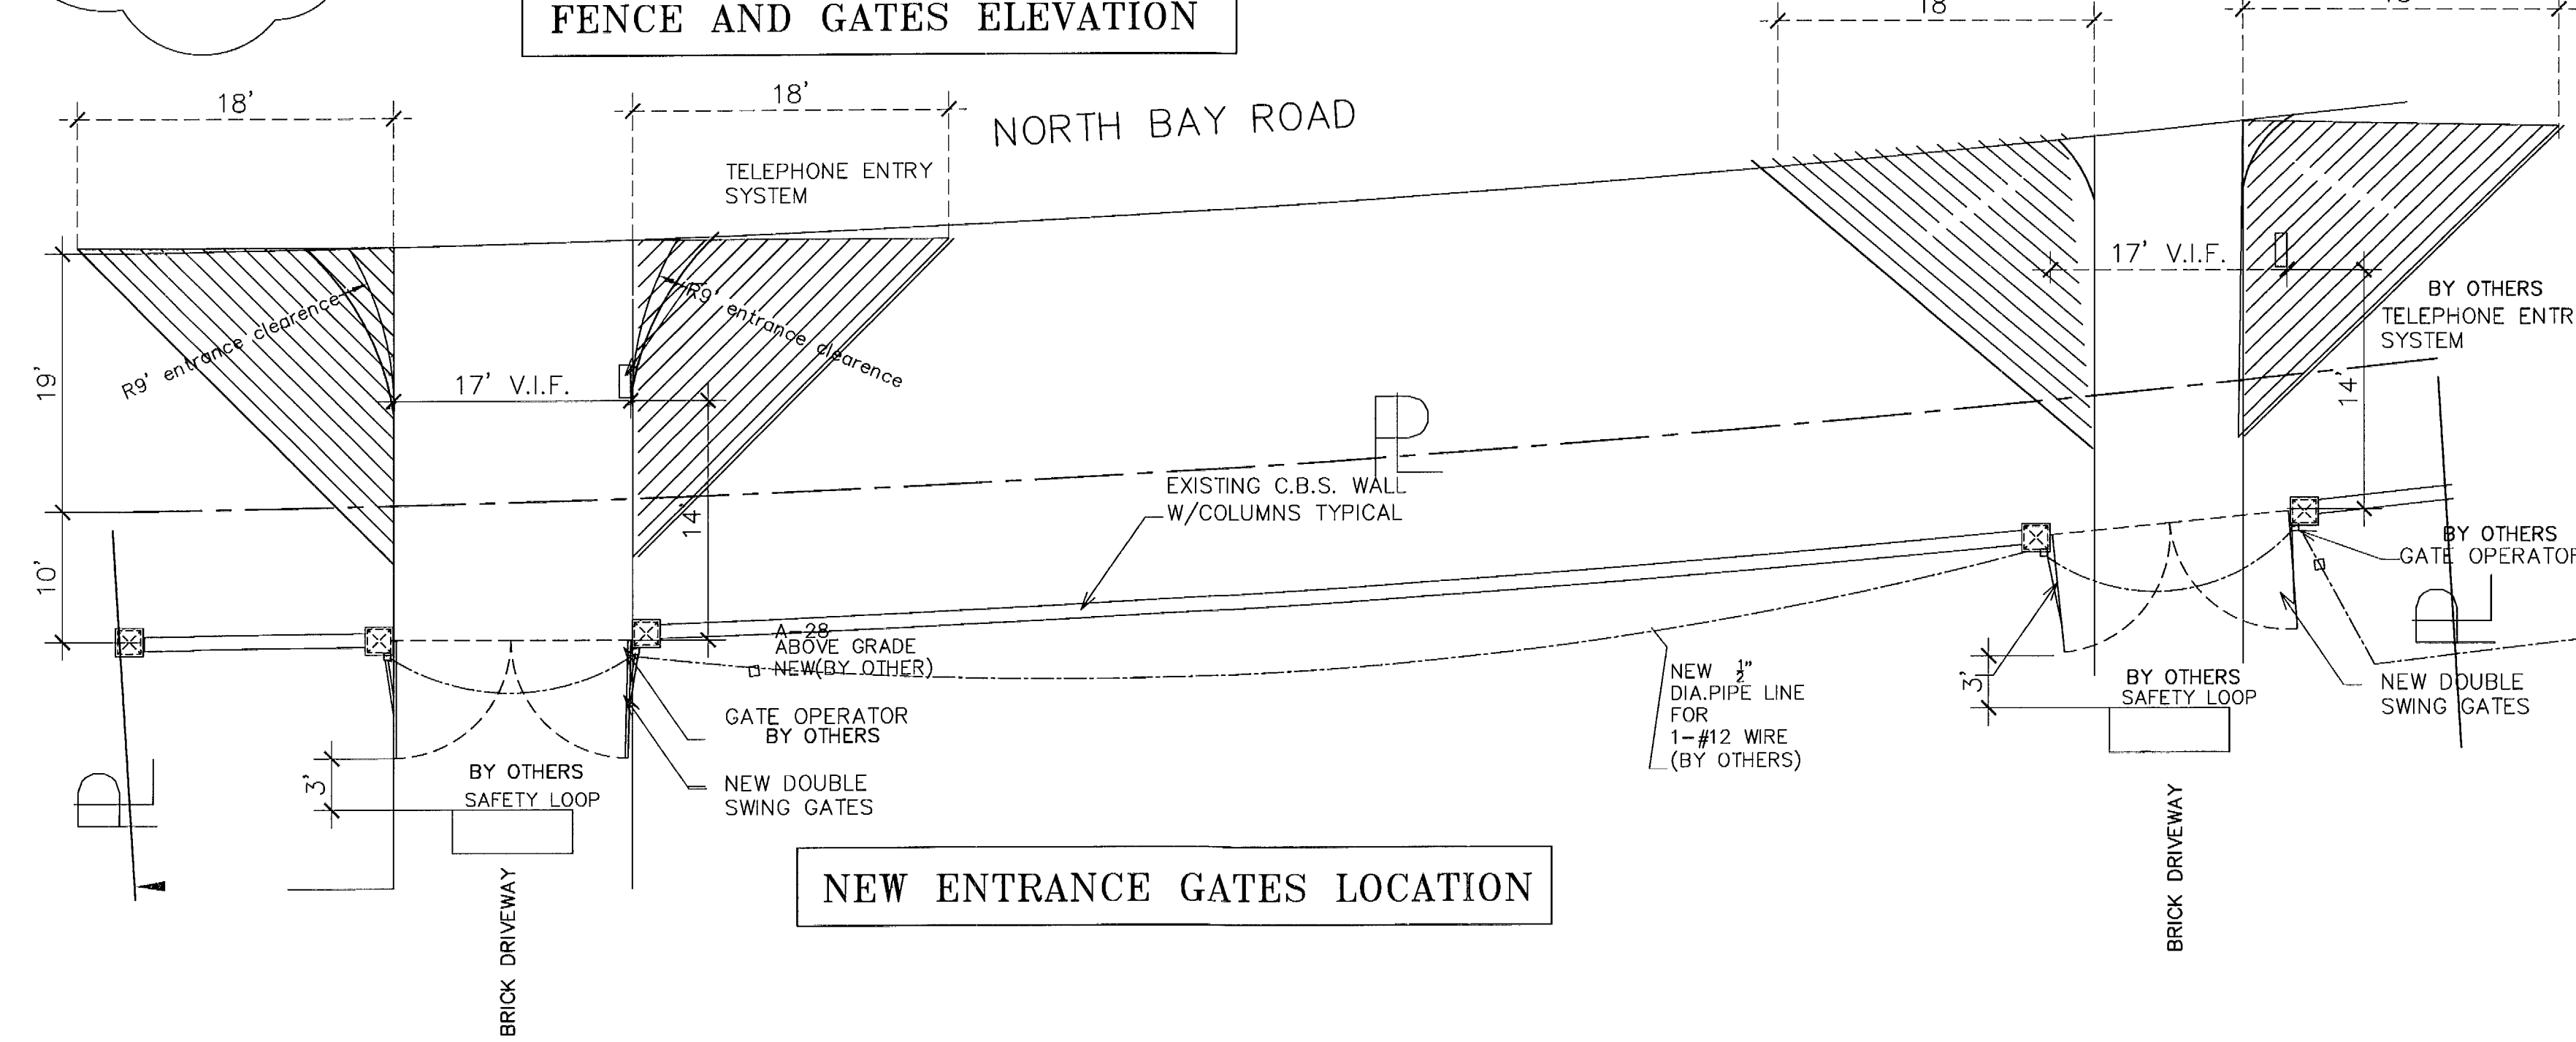 FENCE AND GATES ELEVATION
18'
18'
18'
NORTH BAY ROAD
TELEPHONE ENTRY
SYSTEM
R9' entrance clearence
R9' entrance clearence
17' V.I.F.
17' V.I.F.
19'
10'
14'
14'
BY OTHERS
TELEPHONE ENTR
SYSTEM
PL
EXISTING C.B.S. WALL
W/COLUMNS TYPICAL
BY OTHERS
GATE OPERATOR
PL
A-28
ABOVE GRADE
NEW(BY OTHER)
GATE OPERATOR
BY OTHERS
NEW DOUBLE
SWING GATES
3'
BY OTHERS
SAFETY LOOP
PL
NEW 1/2"
DIA.PIPE LINE
FOR
1-#12 WIRE
(BY OTHERS)
3'
BY OTHERS
SAFETY LOOP
NEW DOUBLE
SWING GATES
BRICK DRIVEWAY
BRICK DRIVEWAY
NEW ENTRANCE GATES LOCATION